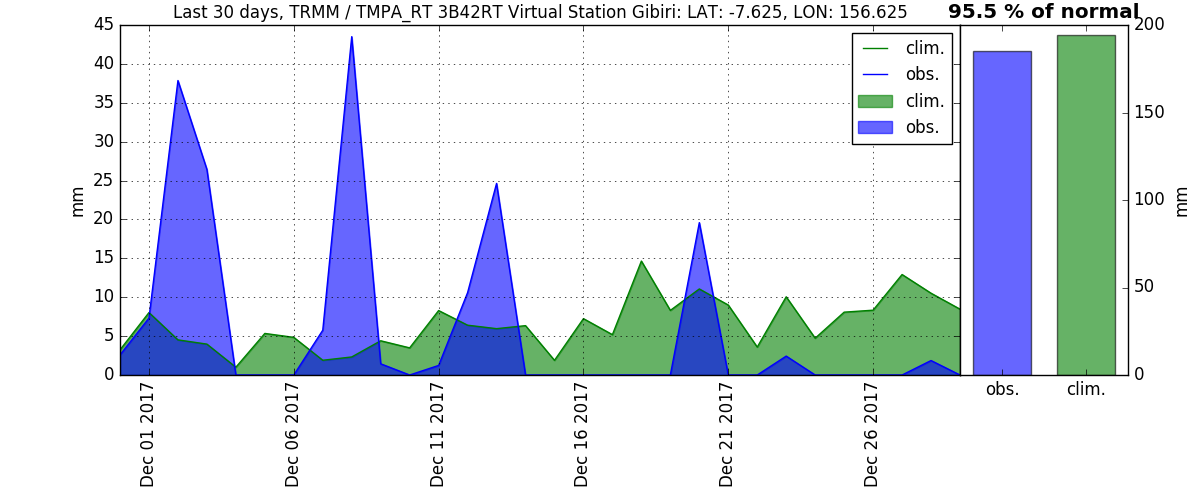 Last 30 days, TRMM / TMPA_RT 3B42RT Virtual Station Gibiri: LAT: -7.625, LON: 156.625
95.5 % of normal
45
40
35
30
25
20
15
10
5
0
mm
clim.
obs.
clim.
obs.
200
150
100
50
0
mm
Dec 01 2017
Dec 06 2017
Dec 11 2017
Dec 16 2017
Dec 21 2017
Dec 26 2017
obs.
clim.